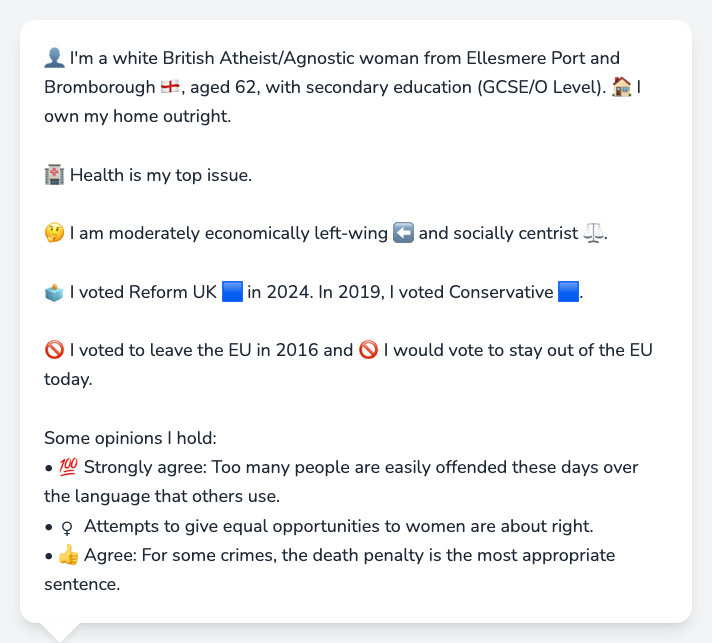 👤 I'm a white British Atheist/Agnostic woman from Ellesmere Port and
Bromborough 🏴󠁧󠁢󠁥󠁮󠁧󠁿, aged 62, with secondary education (GCSE/O Level). 🏠 I
own my home outright.
🏥 Health is my top issue.
🤔 I am moderately economically left-wing ⬅️ and socially centrist ⚖️.
🗳️ I voted Reform UK 🟦 in 2024. In 2019, I voted Conservative 🟦.
🚫 I voted to leave the EU in 2016 and 🚫 I would vote to stay out of the EU
today.
Some opinions I hold:
• 💯 Strongly agree: Too many people are easily offended these days over
the language that others use.
• ♀ Attempts to give equal opportunities to women are about right.
• 👍 Agree: For some crimes, the death penalty is the most appropriate
sentence.